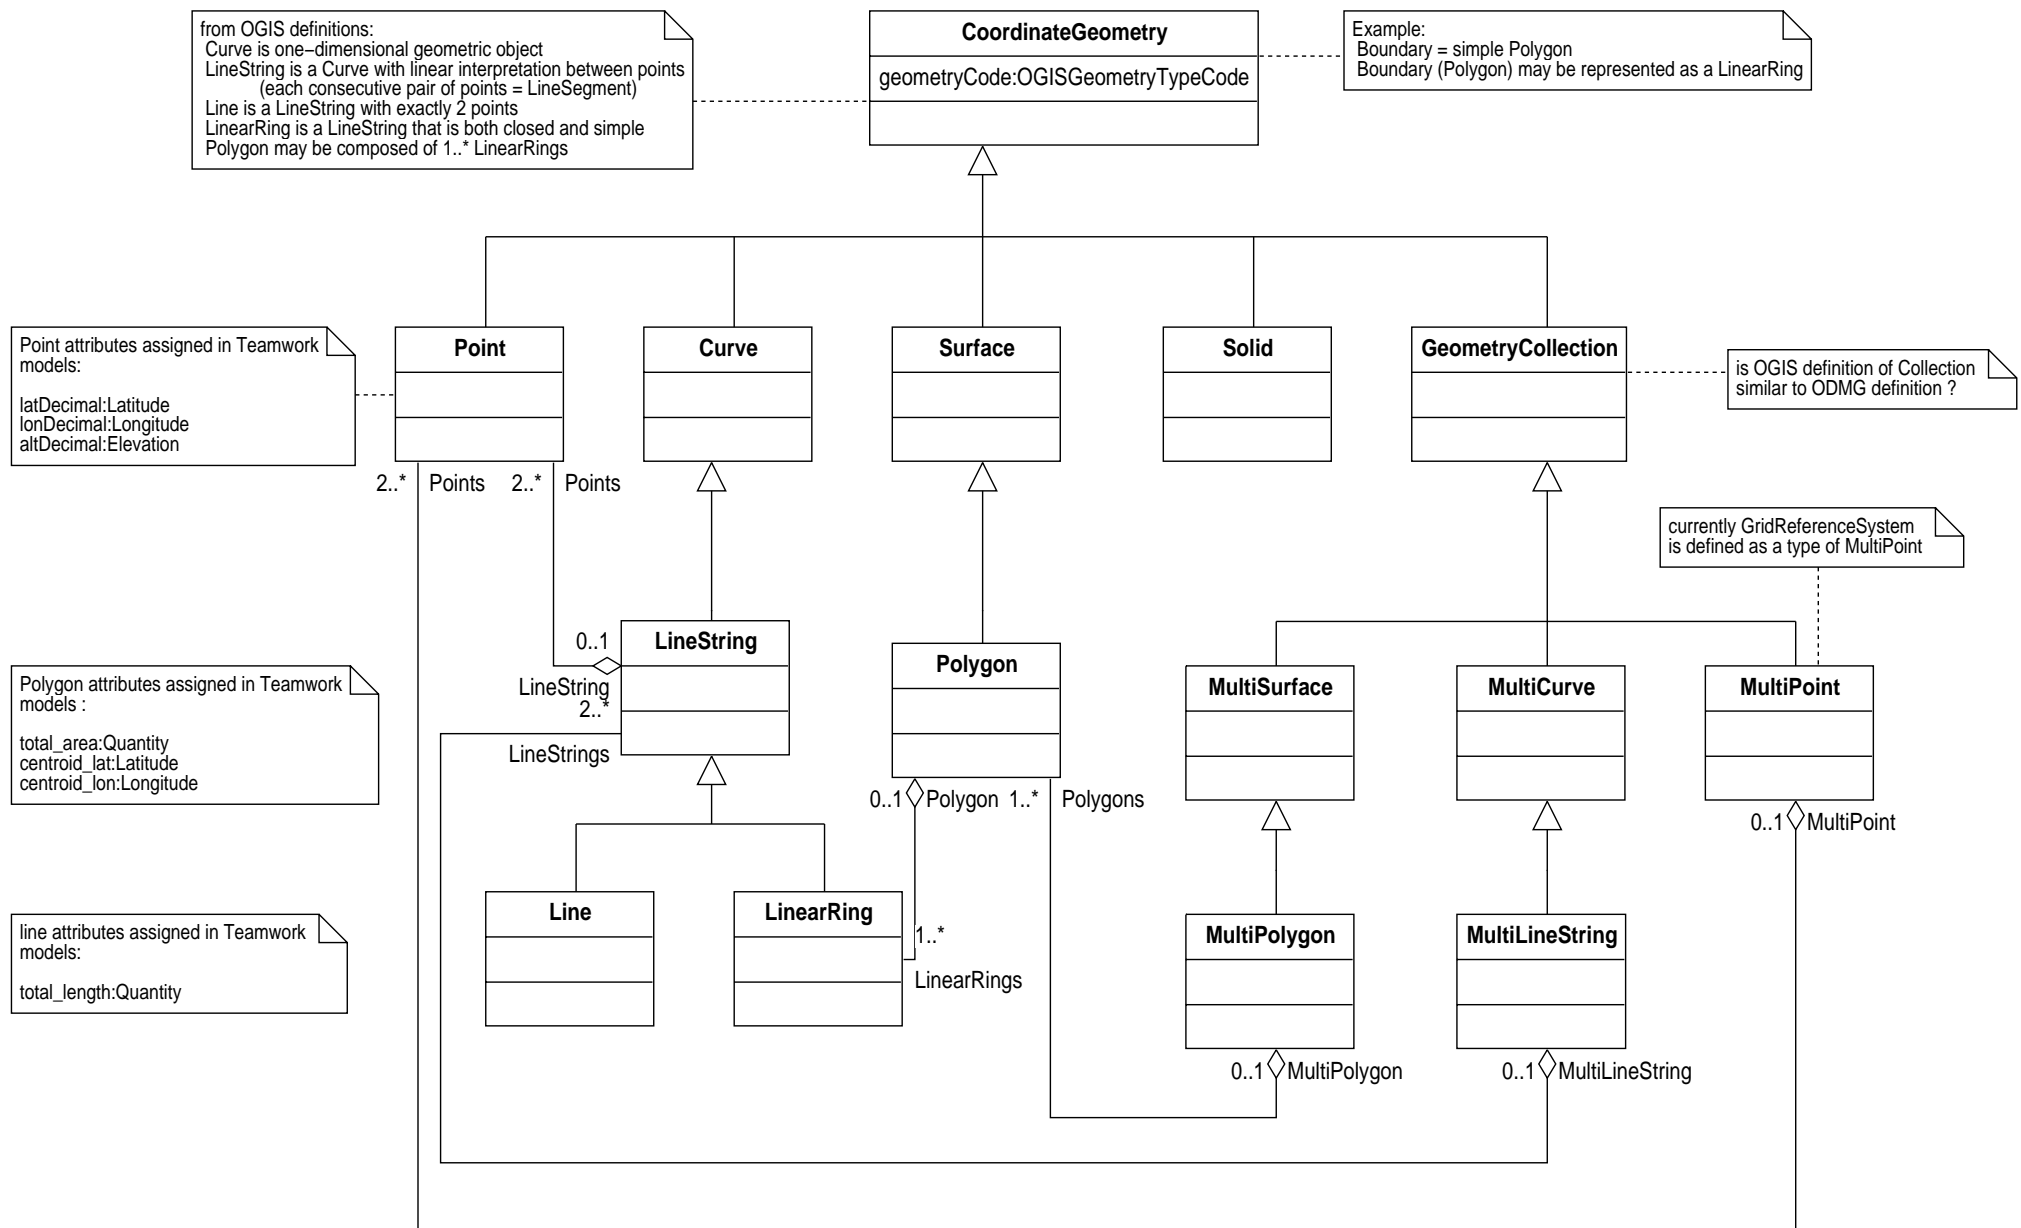 from OGIS definitions:
Curve is one−dimensional geometric object
LineString is a Curve with linear interpretation between points
(each consecutive pair of points = LineSegment)
Line is a LineString with exactly 2 points
LinearRing is a LineString that is both closed and simple
Polygon may be composed of 1..* LinearRings
CoordinateGeometry
geometryCode:OGISGeometryTypeCode
Example:
Boundary = simple Polygon
Boundary (Polygon) may be represented as a LinearRing
Point attributes assigned in Teamwork
models:
latDecimal:Latitude
lonDecimal:Longitude
altDecimal:Elevation
Point
Curve
Surface
Solid
GeometryCollection
is OGIS definition of Collection
similar to ODMG definition ?
2..* Points
2..* Points
currently GridReferenceSystem
is defined as a type of MultiPoint
0..1
LineString
LineString
2..*
LineStrings
Polygon
MultiSurface
MultiCurve
MultiPoint
Polygon attributes assigned in Teamwork
models :
total_area:Quantity
centroid_lat:Latitude
centroid_lon:Longitude
0..1 Polygon
1..* Polygons
0..1 MultiPoint
Line
LinearRing
1..*
LinearRings
MultiPolygon
MultiLineString
line attributes assigned in Teamwork
models:
total_length:Quantity
0..1 MultiPolygon
0..1 MultiLineString